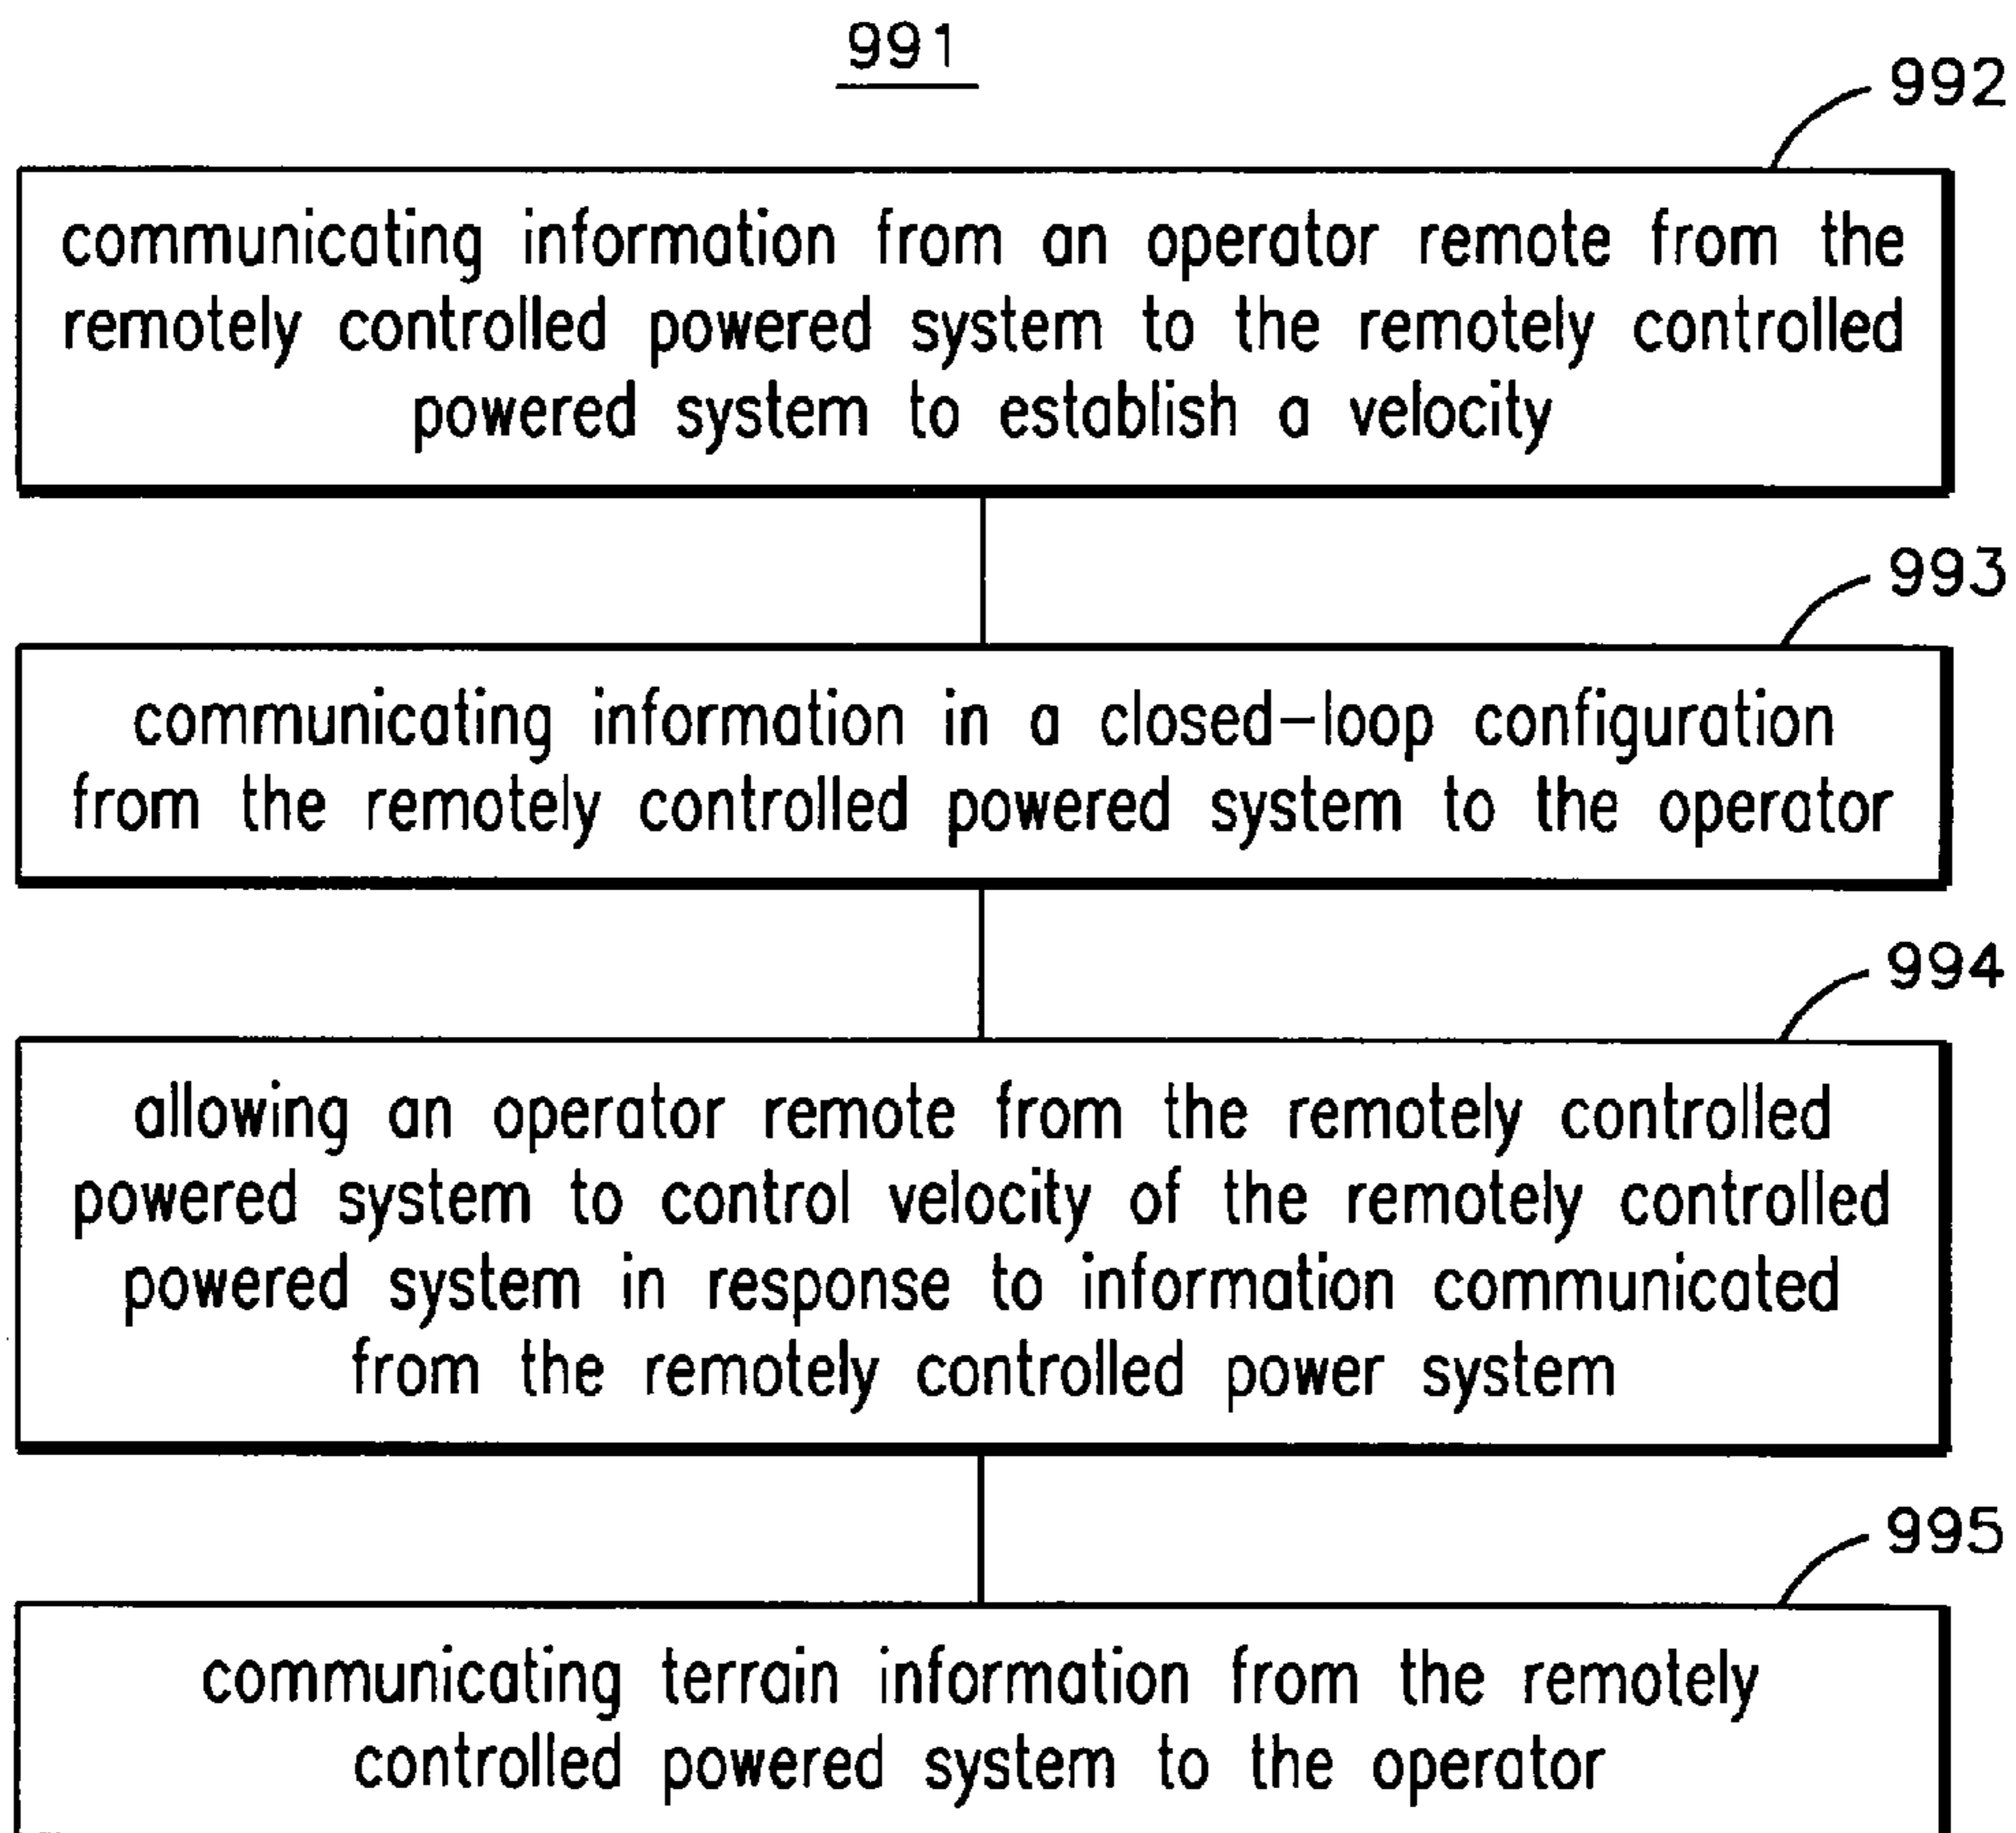 991
992
communicating information from an operator remote from the
remotely controlled powered system to the remotely controlled
powered system to establish a velocity
993
communicating information in a closed-loop configuration
from the remotely controlled powered system to the operator
994
allowing an operator remote from the remotely controlled
powered system to control velocity of the remotely controlled
powered system in response to information communicated
from the remotely controlled power system
995
communicating terrain information from the remotely
controlled powered system to the operator